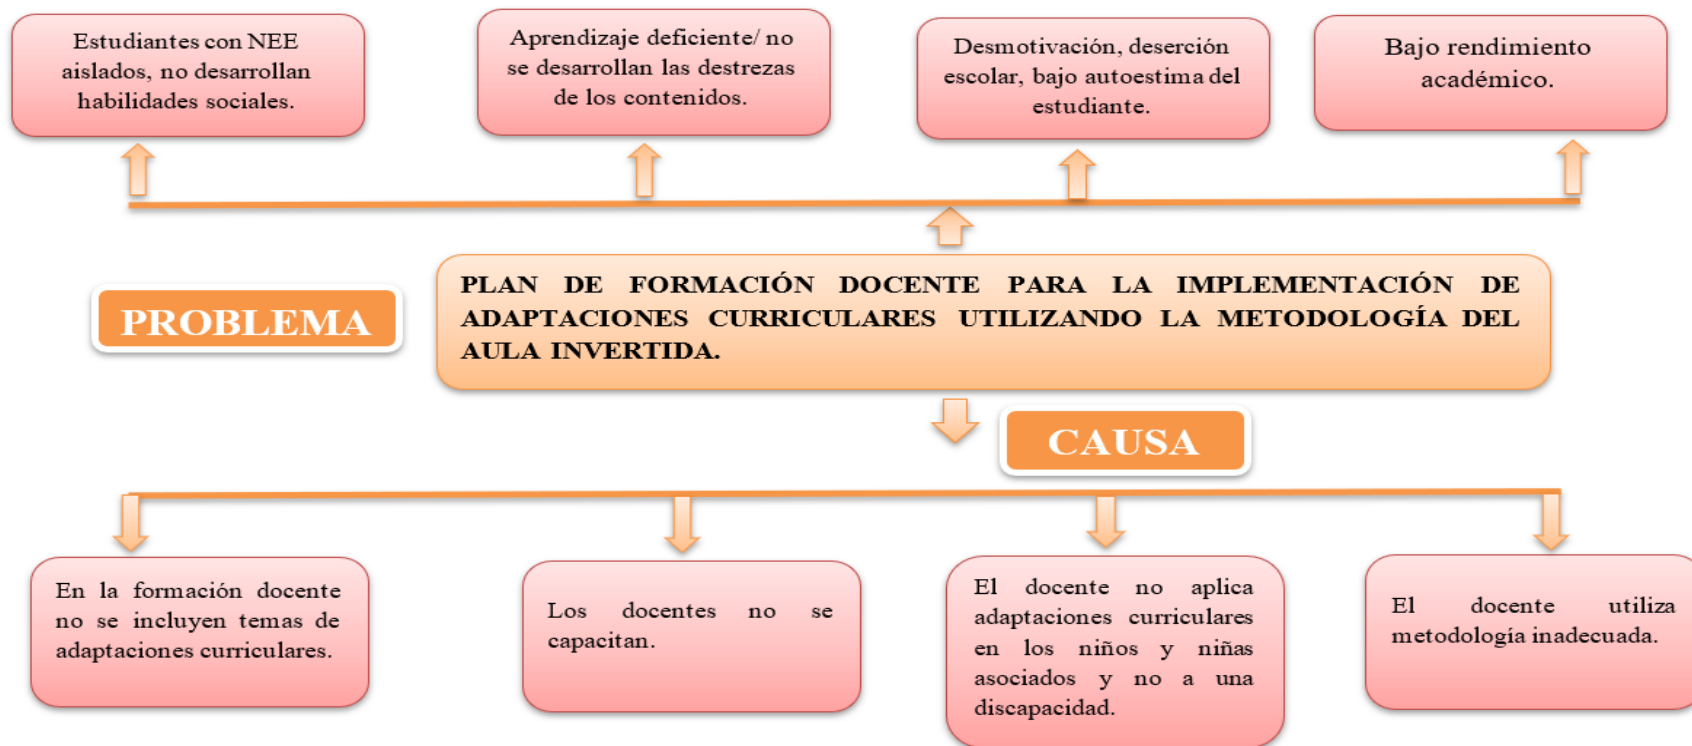 Estudiantes con NEE
aislados, no desarrollan
habilidades sociales.
Aprendizaje deficiente/ no
se desarrollan las destrezas
de los contenidos.
Desmotivación, deserción
escolar, bajo autoestima del
estudiante.
Bajo rendimiento
académico.
PROBLEMA
PLAN DE FORMACIÓN DOCENTE PARA LA IMPLEMENTACIÓN DE
ADAPTACIONES CURRICULARES UTILIZANDO LA METODOLOGÍA DEL
AULA INVERTIDA.
CAUSA
En la formación docente
no se incluyen temas de
adaptaciones curriculares.
Los docentes no se
capacitan.
El docente no aplica
adaptaciones curriculares
en los niños y niñas
asociados y no a una
discapacidad.
El docente utiliza
metodología inadecuada.